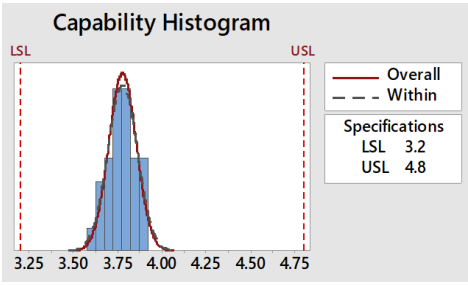 Capability Histogram
LSL
USL
Overall
Within
Specifications
LSL 3.2
USL 4.8
3.25 3.50 3.75 4.00 4.25 4.50 4.75